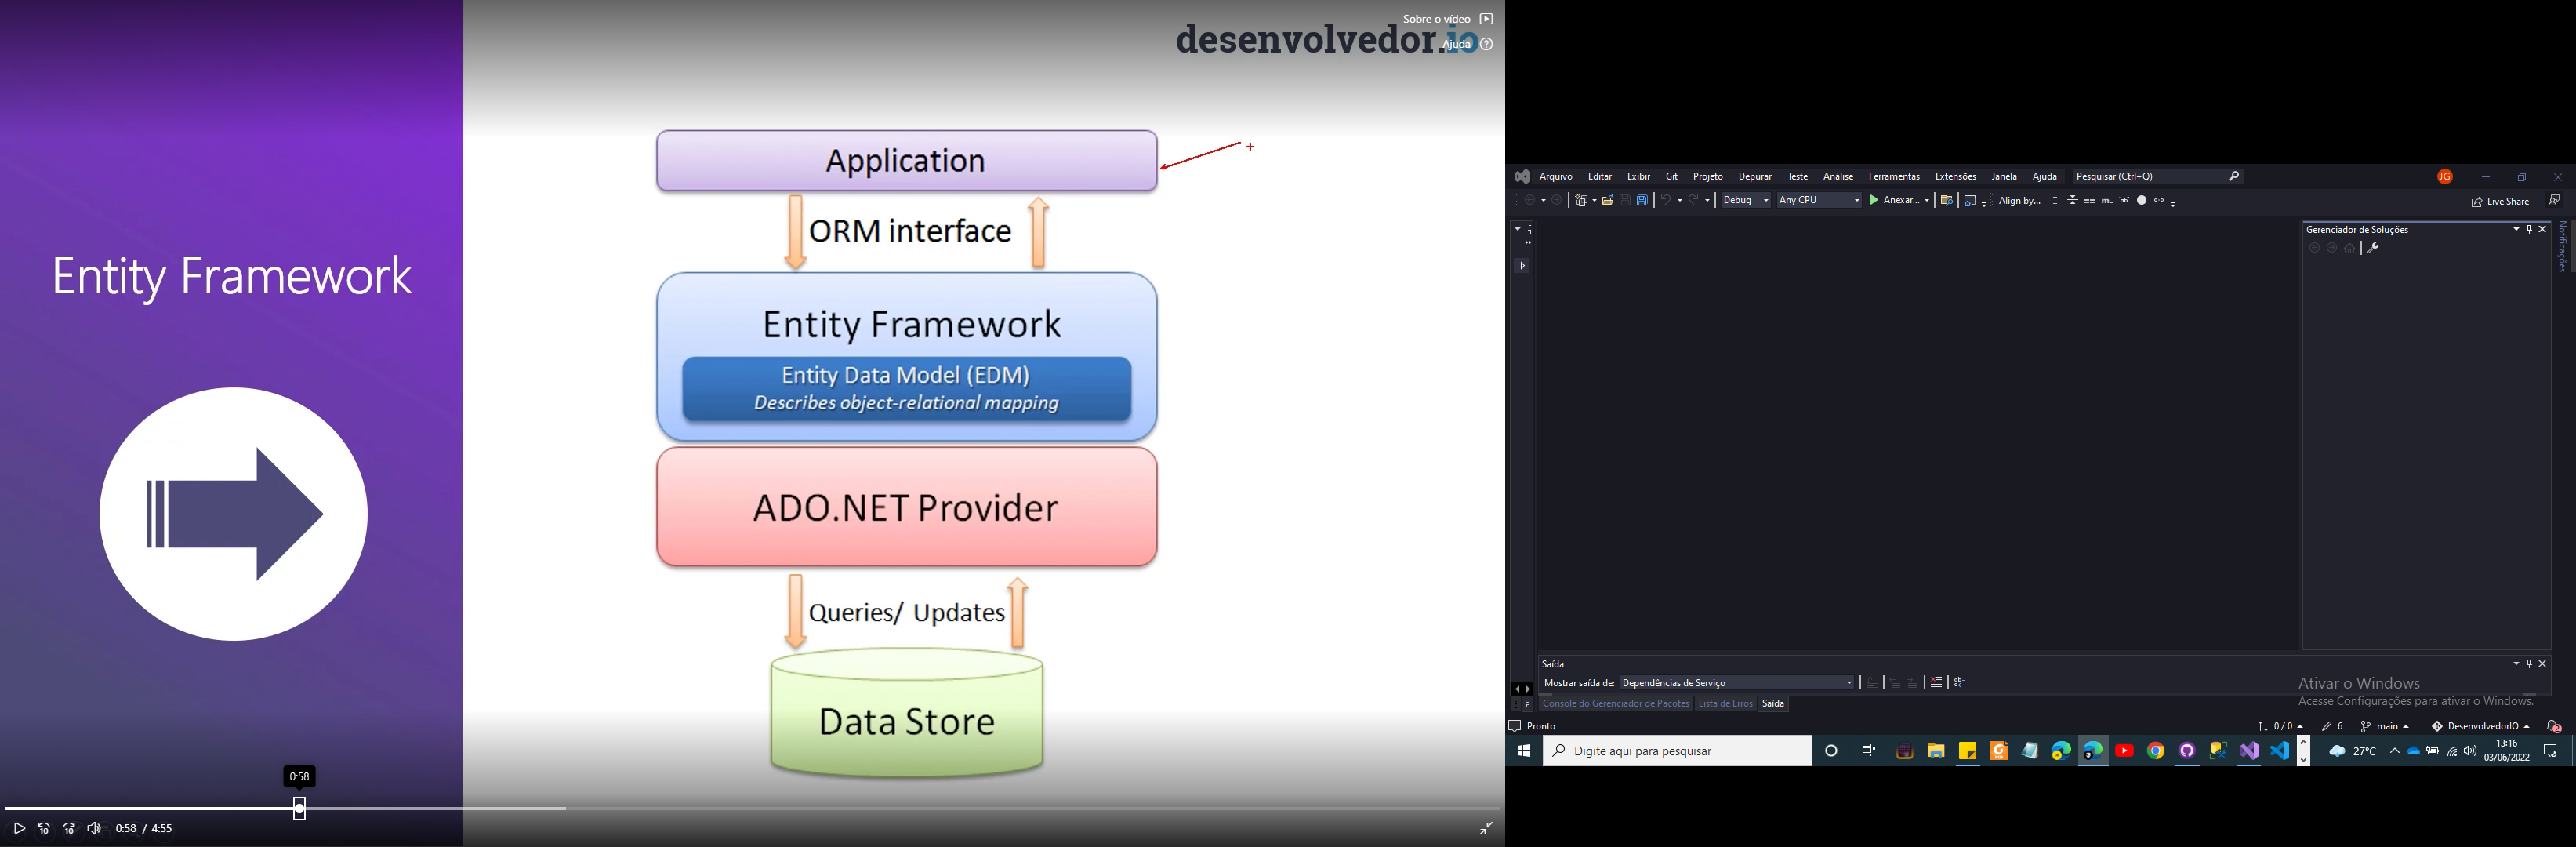 Sobre o vídeo
desenvolvedor.io
Ajuda
Application
ORM interface
Entity Framework
Entity Framework
Entity Data Model (EDM)
Describes object-relational mapping
ADO.NET Provider
Queries/ Updates
Data Store
0:58
10 10 0:58 / 4:55
Arquivo Editar Exibir Git Projeto Depurar Teste Análise Ferramentas Extensões Janela Ajuda Pesquisar (Ctrl+Q) JG
Debug Any CPU Anexar... Align by... Live Share
Gerenciador de Soluções
Notificações
Saída
Mostrar saída de: Dependências de Serviço
Ativar o Windows
Acesse Configurações para ativar o Windows.
Console do Gerenciador de Pacotes Lista de Erros Saída
Pronto 0 / 0 6 main DesenvolvedorIO 2
Digite aqui para pesquisar 27°C 13:16
03/06/2022